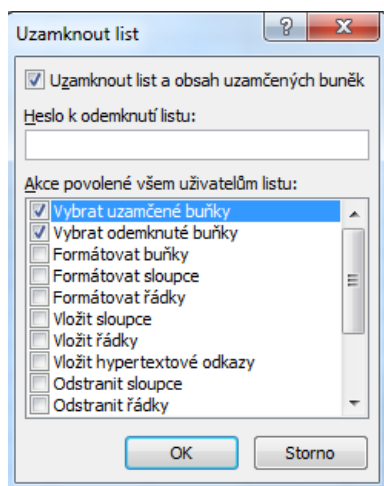 Uzamknout list
Uzamknout list a obsah uzamčených buněk
Heslo k odemknutí listu:
Akce povolené všem uživatelům listu:
Vybrat uzamčené buňky
Vybrat odemknuté buňky
Formátovat buňky
Formátovat sloupce
Formátovat řádky
Vložit sloupce
Vložit řádky
Vložit hypertextové odkazy
Odstranit sloupce
Odstranit řádky
OK Storno